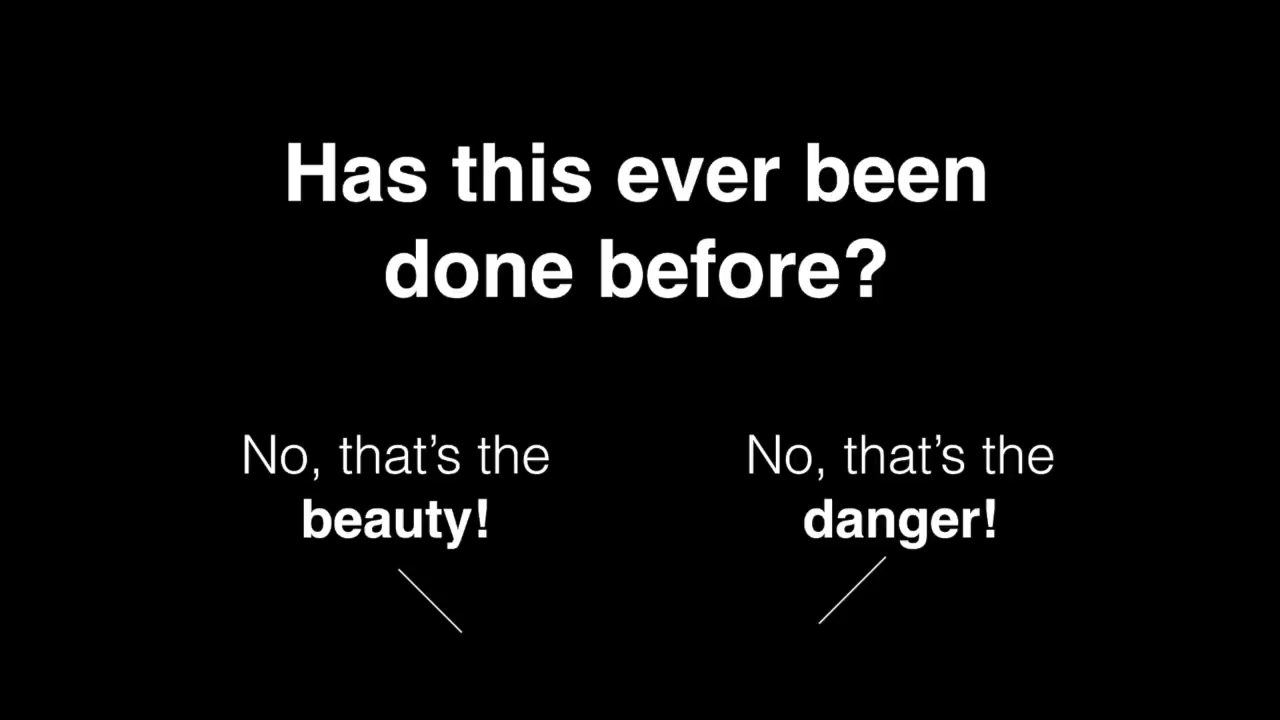 Has this ever been
done before?
No, that’s the
beauty!
No, that’s the
danger!